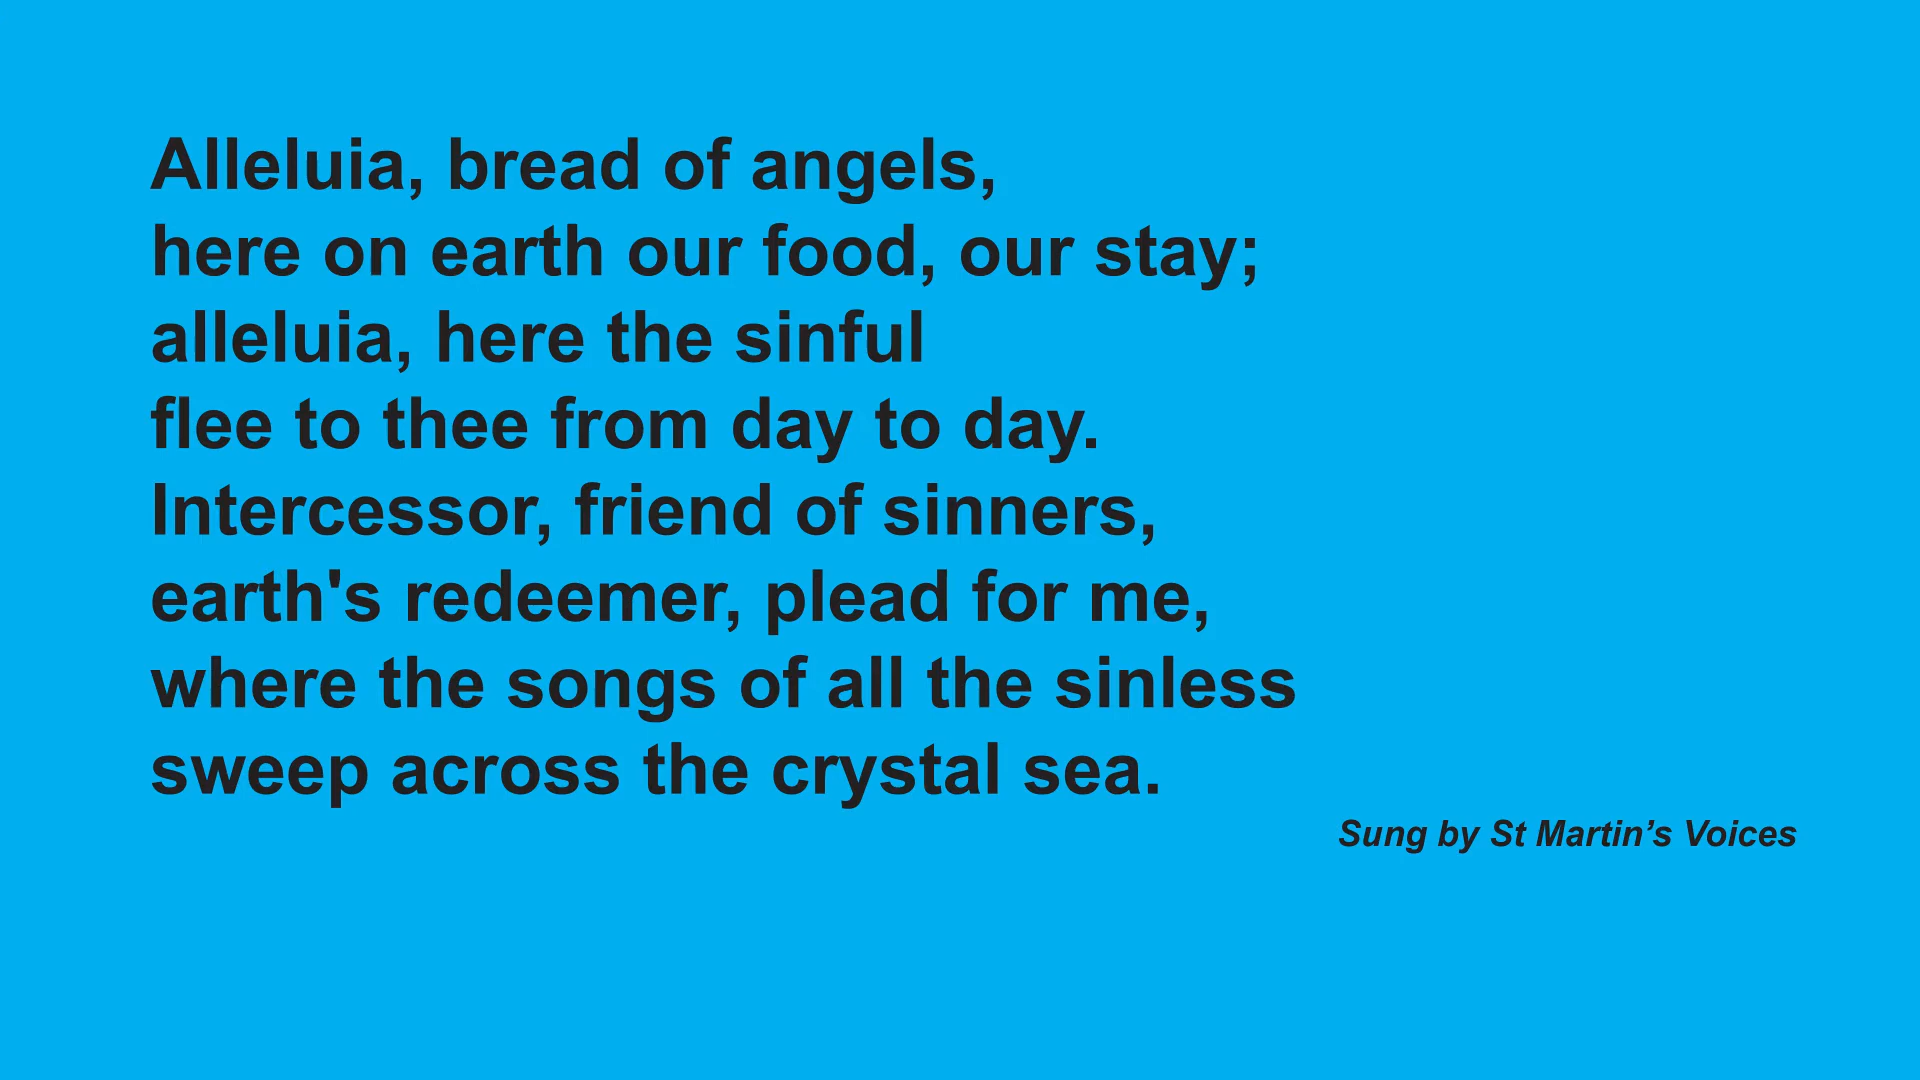 Alleluia, bread of angels,
here on earth our food, our stay;
alleluia, here the sinful
flee to thee from day to day.
Intercessor, friend of sinners,
earth's redeemer, plead for me,
where the songs of all the sinless
sweep across the crystal sea.
Sung by St Martin’s Voices